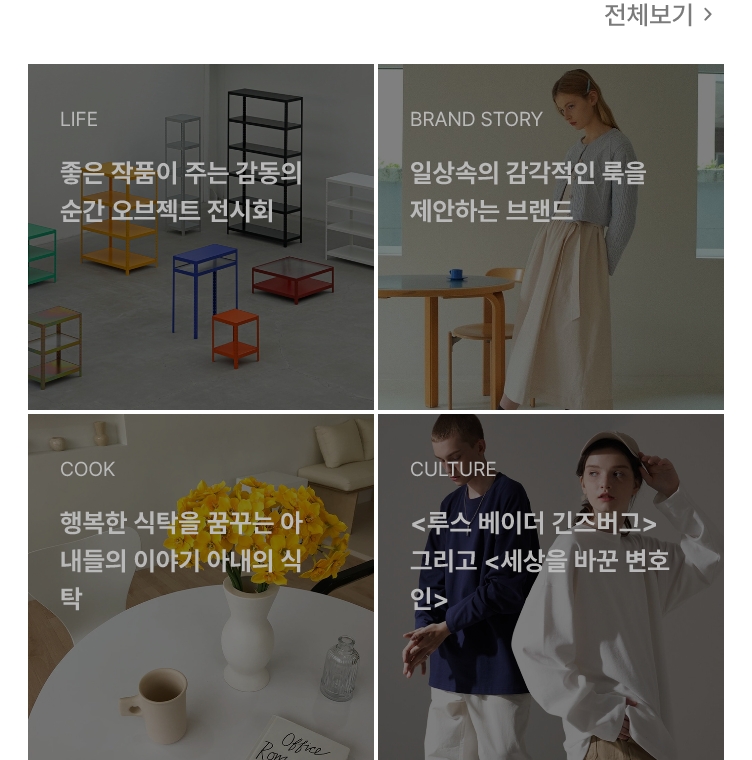 전체보기
LIFE
좋은 작품이 주는 감동의
순간 오브젝트 전시회
BRAND STORY
일상속의 감각적인 룩을
제안하는 브랜드
COOK
행복한 식탁을 꿈꾸는 아
내들의 이야기 아내의 식
탁
Office
CULTURE
<루스 베이더 긴즈버그>
그리고 <세상을 바꾼 변호
인>